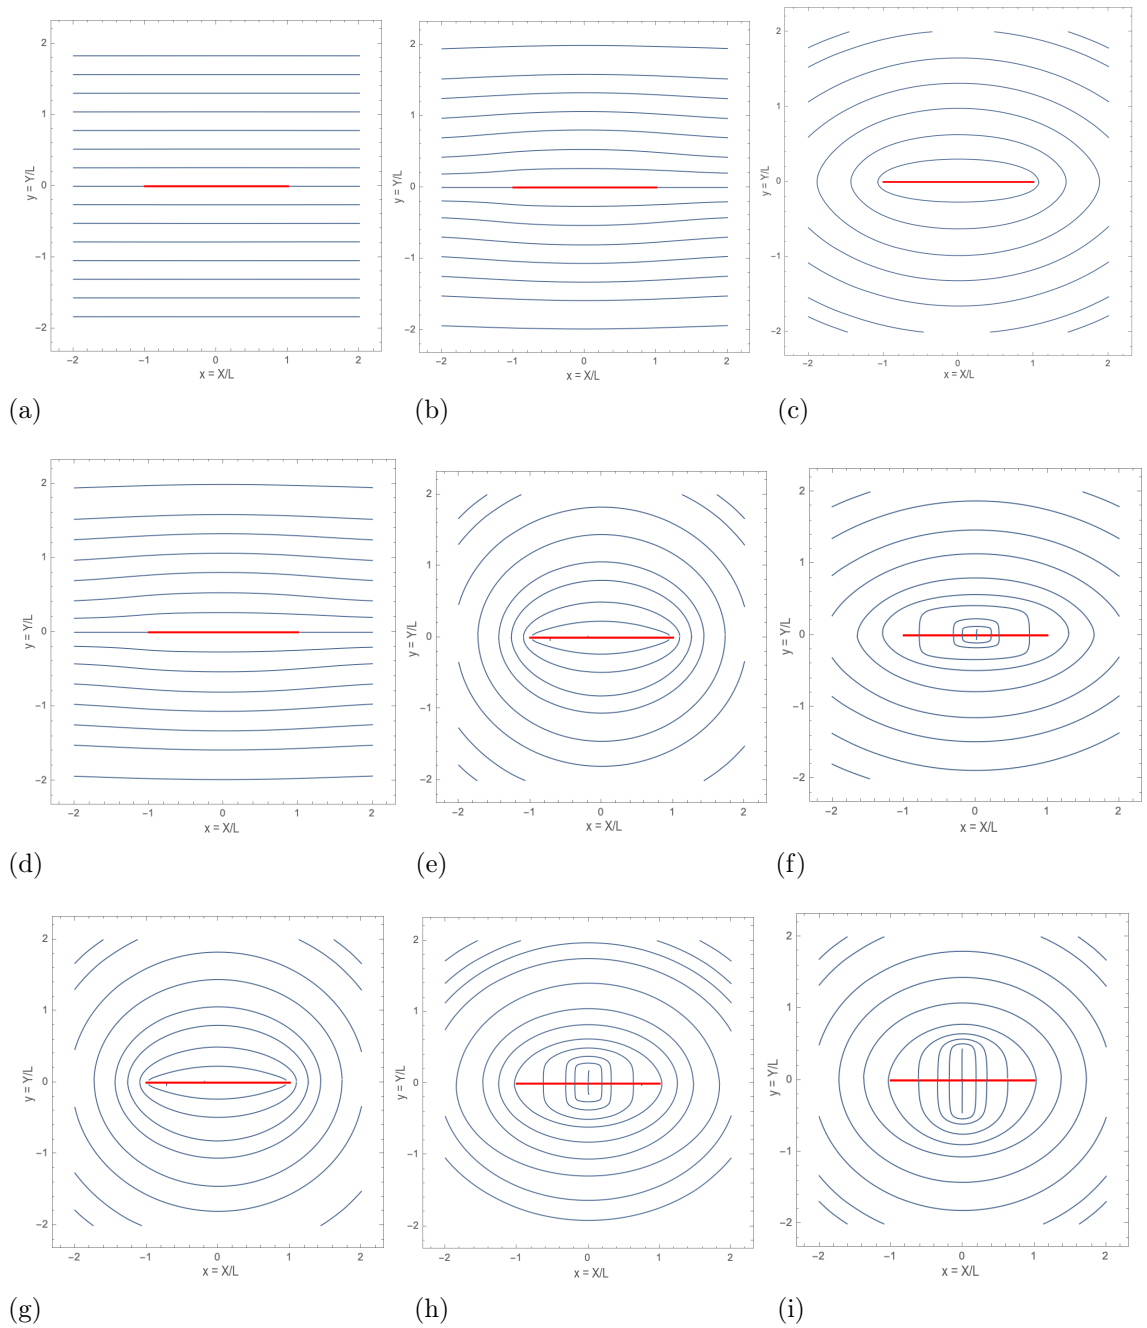 2
1
0
−1
−2
y = Y/L
−2 −1 0 1 2
x = X/L
(a)
2
1
0
−1
−2
y = Y/L
−2 −1 0 1 2
x = X/L
(b)
2
1
0
−1
−2
y = Y/L
−2 −1 0 1 2
x = X/L
(c)
2
1
0
−1
−2
y = Y/L
−2 −1 0 1 2
x = X/L
(d)
2
1
0
−1
−2
y = Y/L
−2 −1 0 1 2
x = X/L
(e)
2
1
0
−1
−2
y = Y/L
−2 −1 0 1 2
x = X/L
(f)
2
1
0
−1
−2
y = Y/L
−2 −1 0 1 2
x = X/L
(g)
2
1
0
−1
−2
y = Y/L
−2 −1 0 1 2
x = X/L
(h)
2
1
0
−1
−2
y = Y/L
−2 −1 0 1 2
x = X/L
(i)